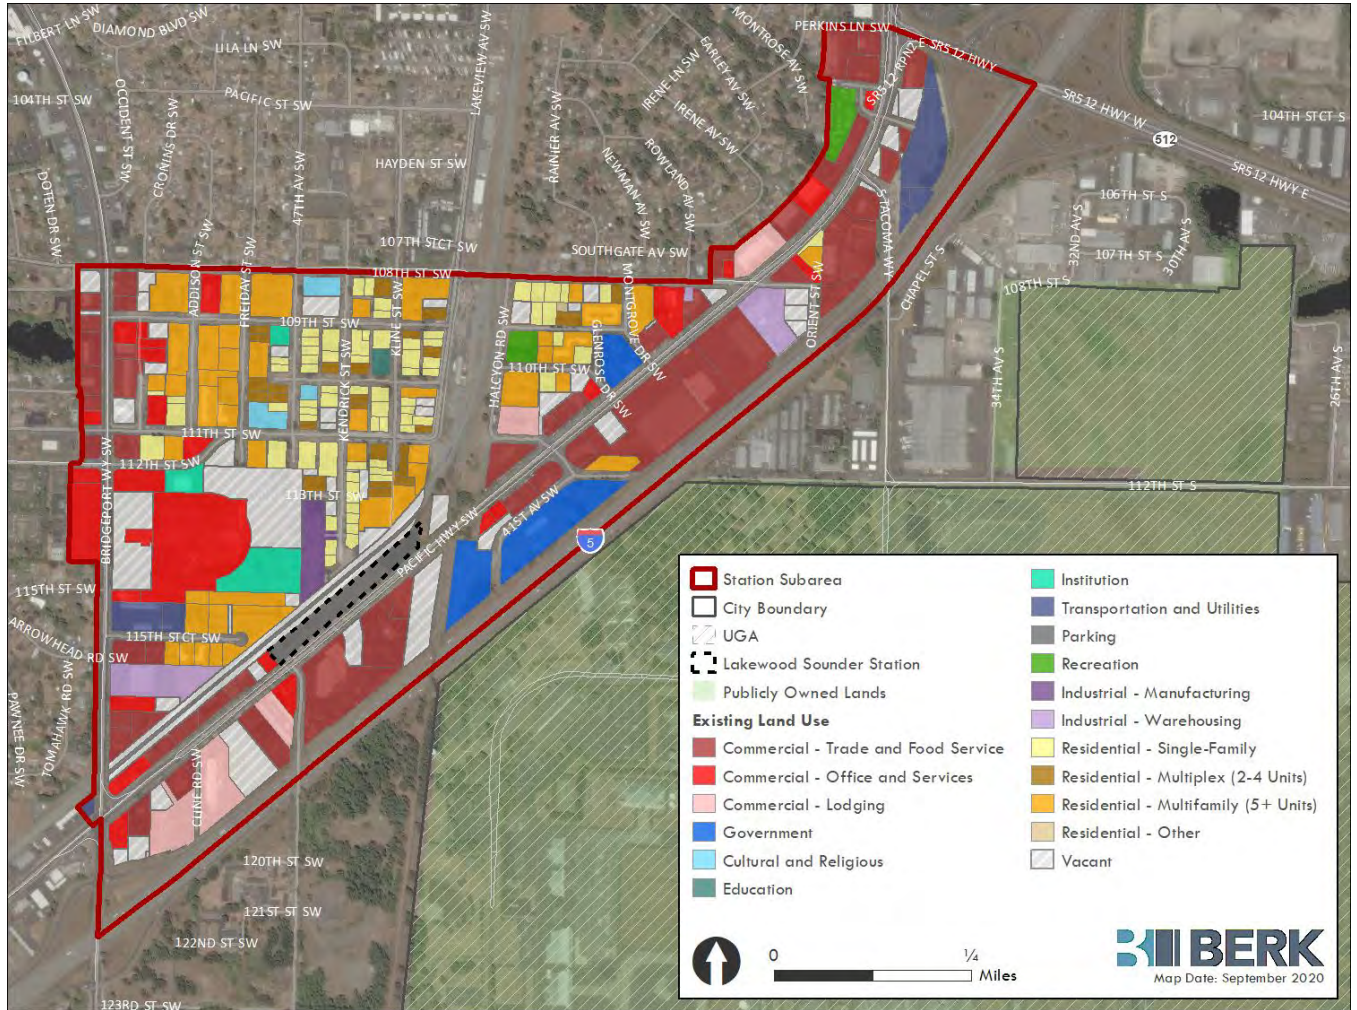 FILBERT LN SW
DIAMOND BLVD SW
LILA LN SW
LAKEVIEW AV SW
MONTROSE AV SW
PERKINS LN SW
EARLEY AV SW
IRENE LN SW
E SR512 HWY
SR512 RPN2
104TH ST SW
OCCIDENT ST SW
PACIFIC ST SW
CRONINS DR SW
RAINIER AV SW
IRENE AV SW
SR512 HWY W
512
104TH STCT S
SR512 HWY E
HAYDEN ST SW
47TH AV SW
NEWMAN AV SW
ROWLAND AV SW
DOTEN DR SW
106TH ST S
32ND AV S
30TH AV S
107TH ST S
STACOMA WY
ADDISON ST SW
FREIDAY ST SW
107TH STCT SW
SOUTHGATE AV SW
108TH ST SW
CHAPEL ST S
108TH ST S
KLINE ST SW
MONTGROVE DR SW
ORIENT ST SW
109TH ST SW
HALCYON RD SW
GLENROSE DR SW
34TH AV S
26TH AV S
KENDRICK ST SW
110TH ST SW
111TH ST SW
112TH ST SW
BRIDGEPORT WY SW
113TH ST SW
112TH ST S
41ST AV SW
PACIFIC HWY SW
5
115TH ST SW
ARROWHEAD RD SW
115TH STCT SW
TOMAHAWK RD SW
PAWNEE DR SW
CLINE RD SW
120TH ST SW
121ST ST SW
122ND ST SW
123RD ST SW
Station Subarea
City Boundary
UGA
Lakewood Sounder Station
Publicly Owned Lands
Existing Land Use
Commercial - Trade and Food Service
Commercial - Office and Services
Commercial - Lodging
Government
Cultural and Religious
Education
Institution
Transportation and Utilities
Parking
Recreation
Industrial - Manufacturing
Industrial - Warehousing
Residential - Single-Family
Residential - Multiplex (2-4 Units)
Residential - Multifamily (5+ Units)
Residential - Other
Vacant
0 ¼
Miles
BERK
Map Date: September 2020